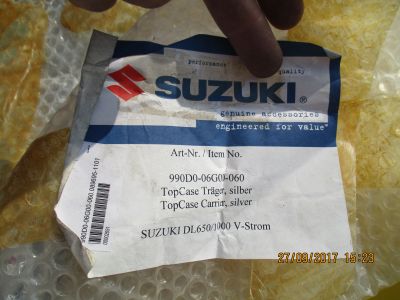 performance
quality
SUZUKI®
genuine accessories
engineered for value"
Art-Nr. / Item No.
990D0-06G00-060
TopCase Träger, silber
TopCase Carrier, silver
SUZUKI DL650/1000 V-Strom
27/09/2017 15:23